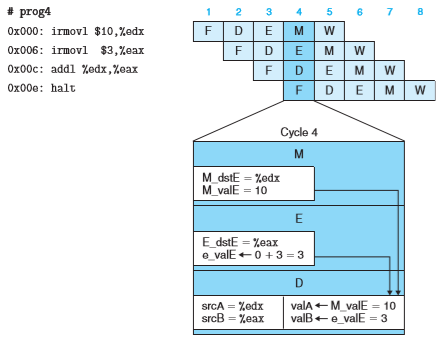 # prog4
1 2 3 4 5 6 7 8
0x000: irmovl $10,%edx F D E M W
0x006: irmovl $3,%eax F D E M W
0x00c: addl %edx,%eax F D E M W
0x00e: halt F D E M W
Cycle 4
M
M_dstE = %edx
M_valE = 10
E
E_dstE = %eax
e_valE ← 0 + 3 = 3
D
srcA = %edx valA ← M_valE = 10
srcB = %eax valB ← e_valE = 3